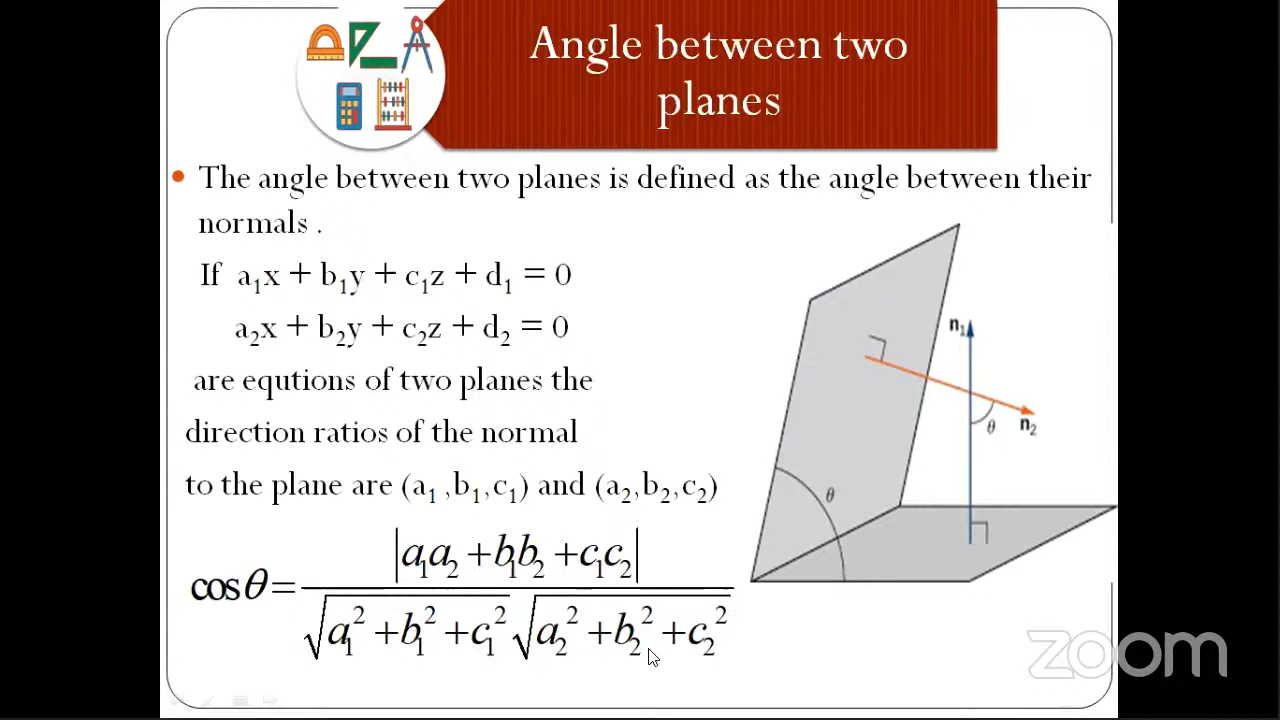 Angle between two
planes
The angle between two planes is defined as the angle between their
normals .
If a₁x + b₁y + c₁z + d₁ = 0
a₂x + b₂y + c₂z + d₂ = 0
are equtions of two planes the
direction ratios of the normal
to the plane are (a₁ ,b₁,c₁) and (a₂,b₂,c₂)
cosθ = |a₁a₂ + b₁b₂ + c₁c₂| / √(a₁² + b₁² + c₁²) √(a₂² + b₂² + c₂²)
n₁
θ
n₂
θ
zoom